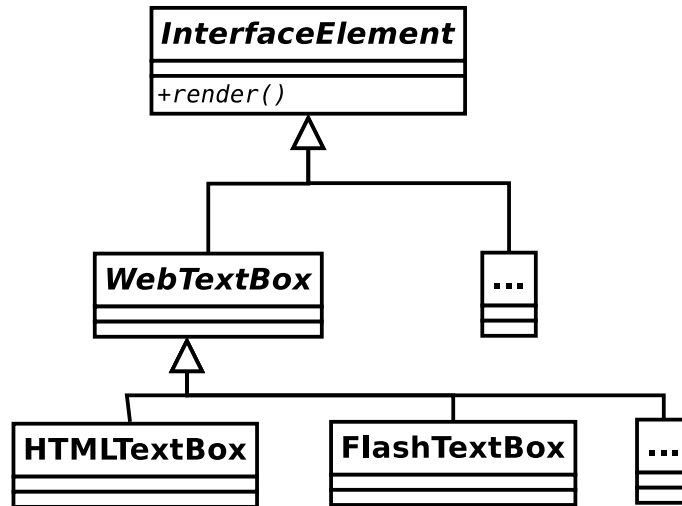 InterfaceElement
+render()
WebTextBox
...
HTMLTextBox
FlashTextBox
...